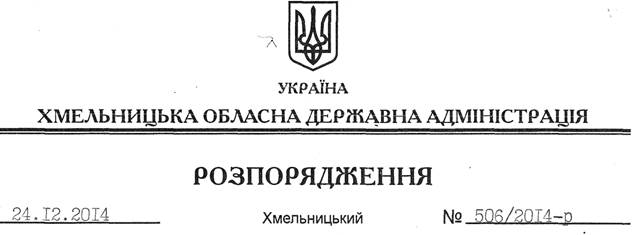 УКРАЇНА
ХМЕЛЬНИЦЬКА ОБЛАСНА ДЕРЖАВНА АДМІНІСТРАЦІЯ
РОЗПОРЯДЖЕННЯ
24.12.2014 Хмельницький № 506/2014-р